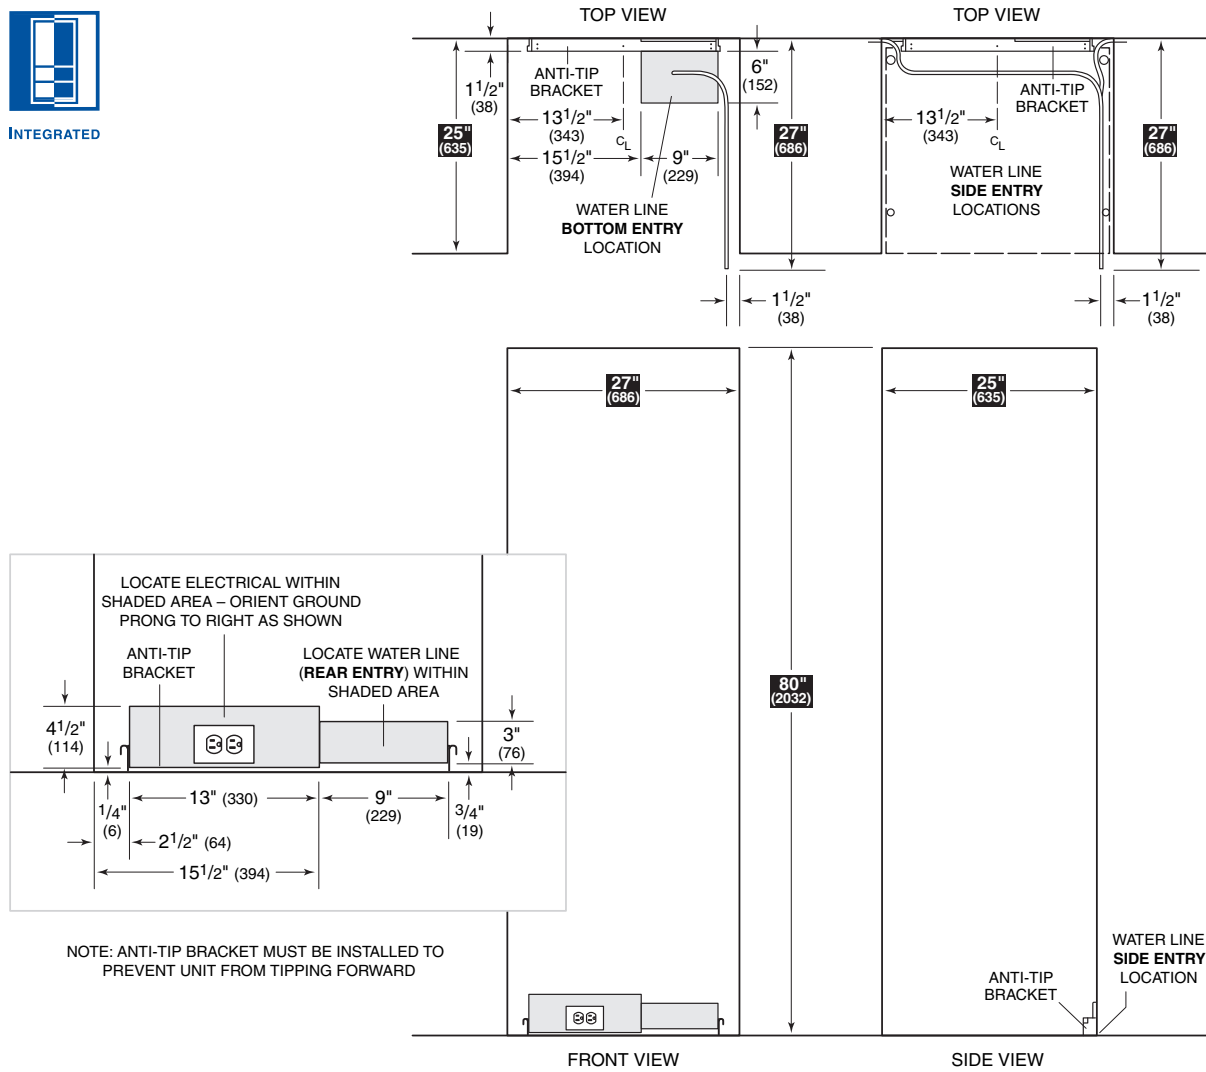 INTEGRATED
TOP VIEW
ANTI-TIP
BRACKET
1 1/2"
(38)
25"
(635)
13 1/2"
(343)
CL
15 1/2"
(394)
9"
(229)
6"
(152)
27"
(686)
WATER LINE
BOTTOM ENTRY
LOCATION
1 1/2"
(38)
TOP VIEW
ANTI-TIP
BRACKET
13 1/2"
(343)
CL
27"
(686)
WATER LINE
SIDE ENTRY
LOCATIONS
1 1/2"
(38)
27"
(686)
25"
(635)
80"
(2032)
LOCATE ELECTRICAL WITHIN
SHADED AREA – ORIENT GROUND
PRONG TO RIGHT AS SHOWN
ANTI-TIP
BRACKET
LOCATE WATER LINE
(REAR ENTRY) WITHIN
SHADED AREA
4 1/2"
(114)
3"
(76)
1/4"
(6)
13" (330)
9"
(229)
3/4"
(19)
2 1/2" (64)
15 1/2" (394)
NOTE: ANTI-TIP BRACKET MUST BE INSTALLED TO
PREVENT UNIT FROM TIPPING FORWARD
ANTI-TIP
BRACKET
WATER LINE
SIDE ENTRY
LOCATION
FRONT VIEW
SIDE VIEW